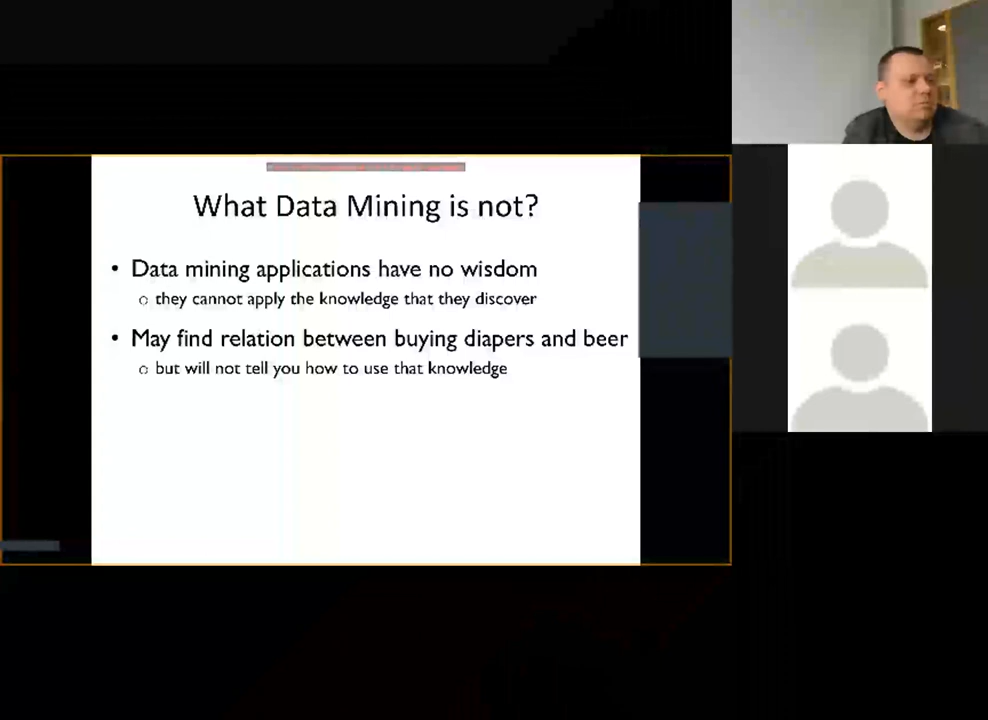 What Data Mining is not?
• Data mining applications have no wisdom
○ they cannot apply the knowledge that they discover
• May find relation between buying diapers and beer
○ but will not tell you how to use that knowledge